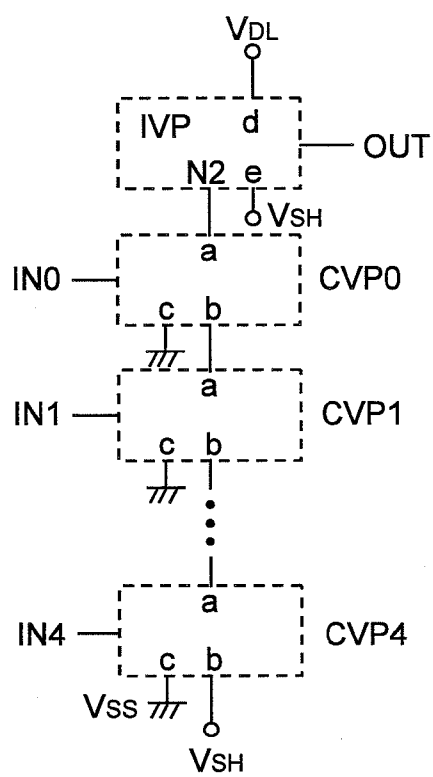 VDL
IVP d
OUT
N2 e
VSH
a
IN0 CVP0
c b
a
IN1 CVP1
c b
a
IN4 CVP4
c b
VSS
VSH